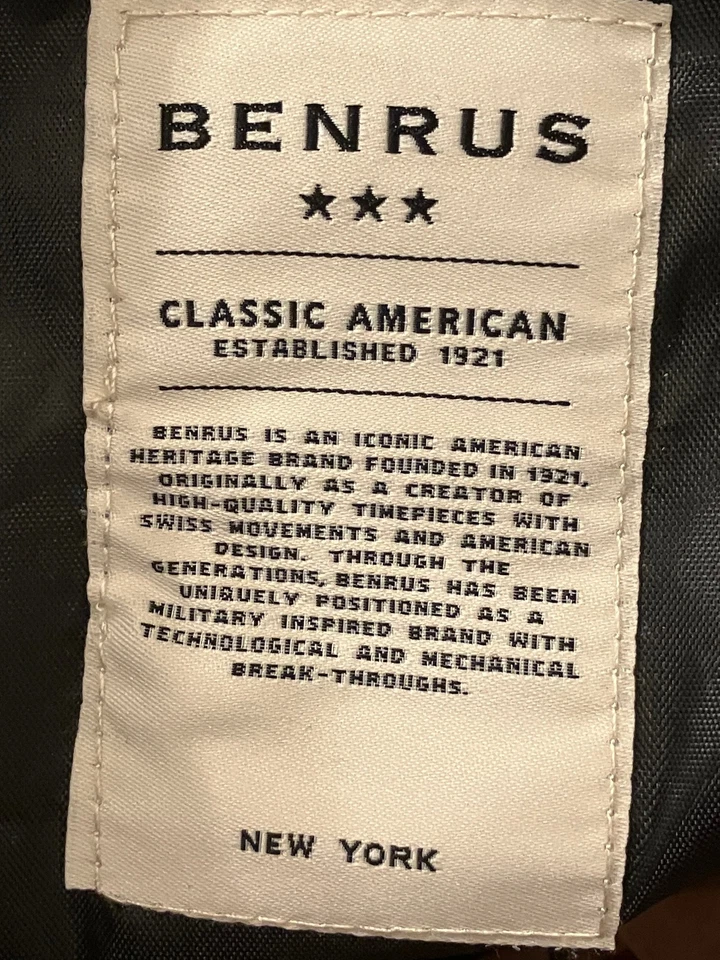 BENRUS
★★★
CLASSIC AMERICAN
ESTABLISHED 1921
BENRUS IS AN ICONIC AMERICAN
HERITAGE BRAND FOUNDED IN 1921,
ORIGINALLY AS A CREATOR OF
HIGH-QUALITY TIMEPIECES WITH
SWISS MOVEMENTS AND AMERICAN
DESIGN. THROUGH THE
GENERATIONS, BENRUS HAS BEEN
UNIQUELY POSITIONED AS A
MILITARY INSPIRED BRAND WITH
TECHNOLOGICAL AND MECHANICAL
BREAK-THROUGHS.
NEW YORK